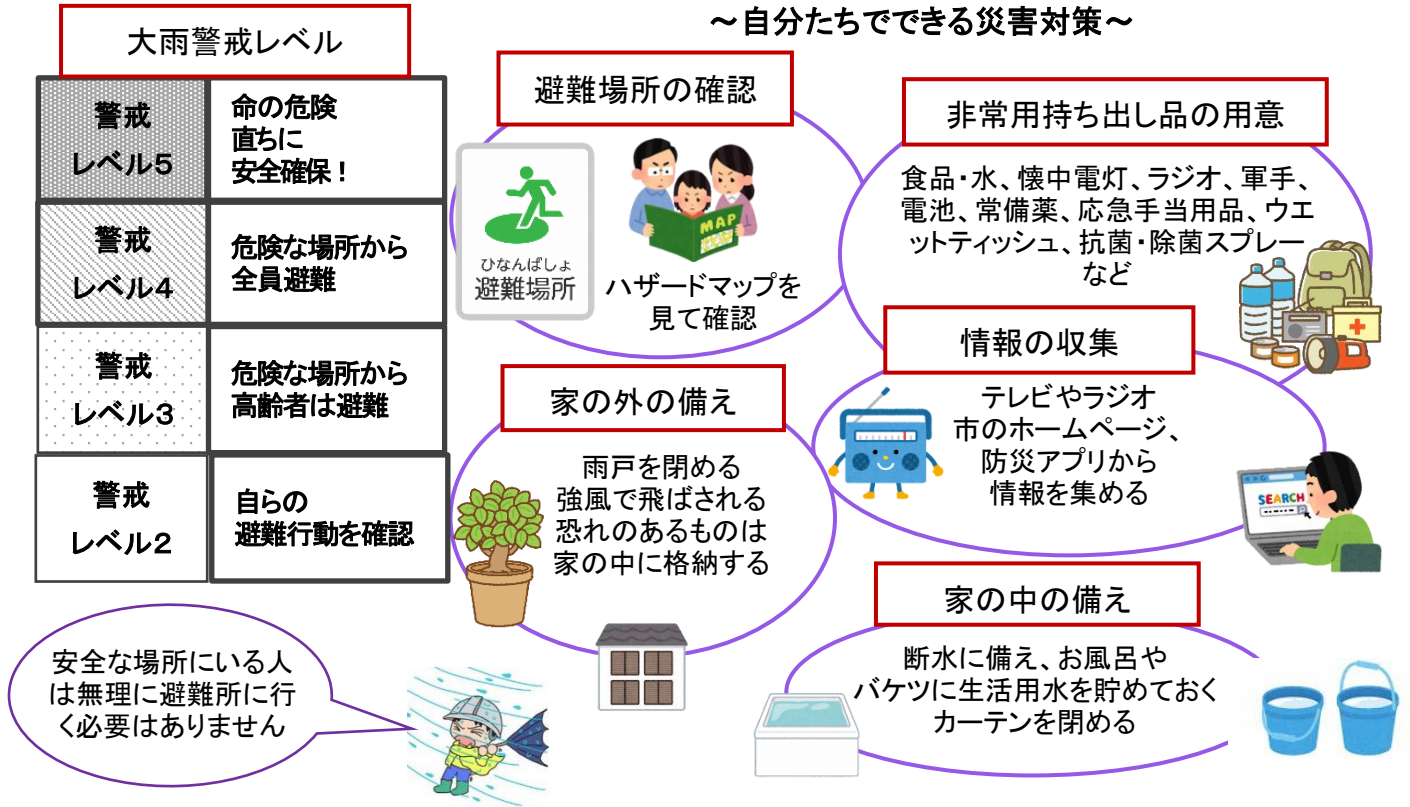 ～自分たちでできる災害対策～
大雨警戒レベル
警戒
レベル5
命の危険
直ちに
安全確保！
警戒
レベル4
危険な場所から
全員避難
警戒
レベル3
危険な場所から
高齢者は避難
警戒
レベル2
自らの
避難行動を確認
安全な場所にいる人
は無理に避難所に行
く必要はありません
避難場所の確認
ひなんばしょ
避難場所
MAP
ハザードマップを
見て確認
非常用持ち出し品の用意
食品・水、懐中電灯、ラジオ、軍手、
電池、常備薬、応急手当用品、ウエ
ットティッシュ、抗菌・除菌スプレー
など
情報の収集
テレビやラジオ
市のホームページ、
防災アプリから
情報を集める
SEARCH
家の外の備え
雨戸を閉める
強風で飛ばされる
恐れのあるものは
家の中に格納する
家の中の備え
断水に備え、お風呂や
バケツに生活用水を貯めておく
カーテンを閉める